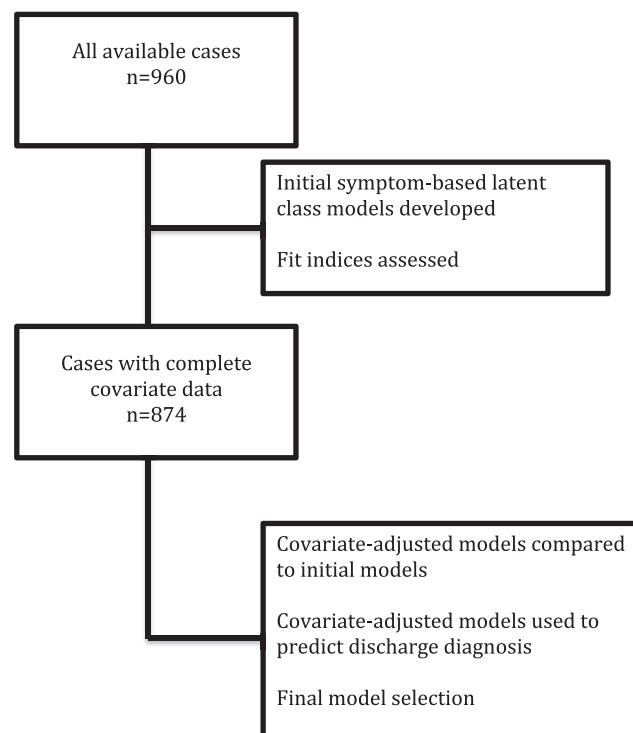 All available cases
n=960
Initial symptom-based latent
class models developed
Fit indices assessed
Cases with complete
covariate data
n=874
Covariate-adjusted models compared
to initial models
Covariate-adjusted models used to
predict discharge diagnosis
Final model selection